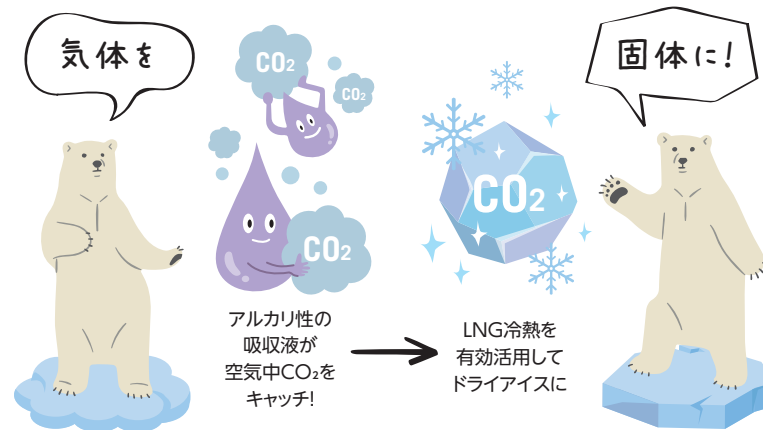 気体を
固体に！
CO₂
CO₂
CO₂
CO₂
アルカリ性の
吸収液が
空気中CO₂を
キャッチ！
LNG冷熱を
有効活用して
ドライアイスに